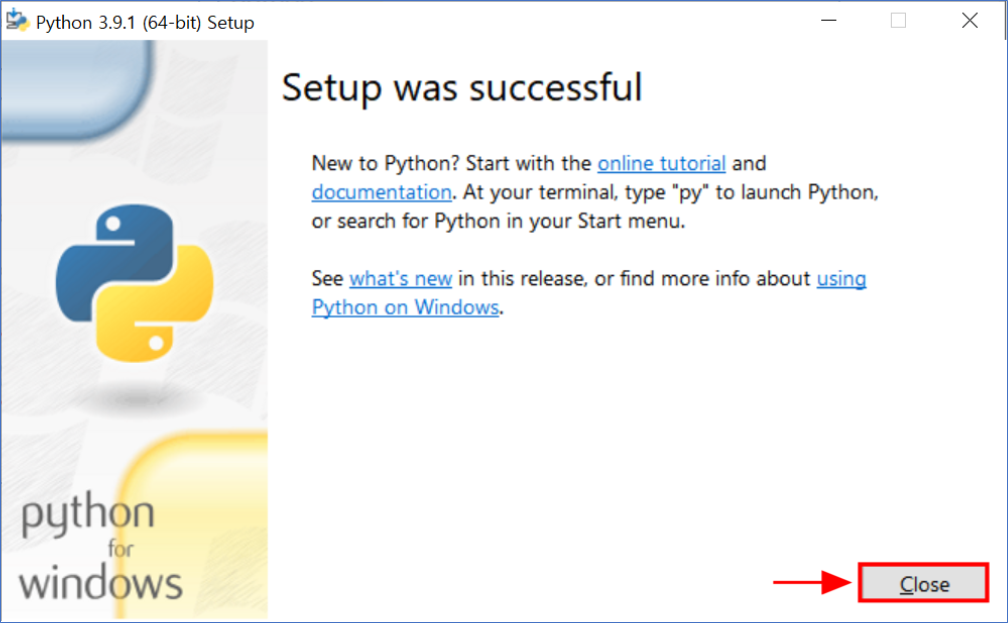 Python 3.9.1 (64-bit) Setup
Setup was successful
New to Python? Start with the online tutorial and
documentation. At your terminal, type "py" to launch Python,
or search for Python in your Start menu.
See what's new in this release, or find more info about using
Python on Windows.
python
for
windows
Close